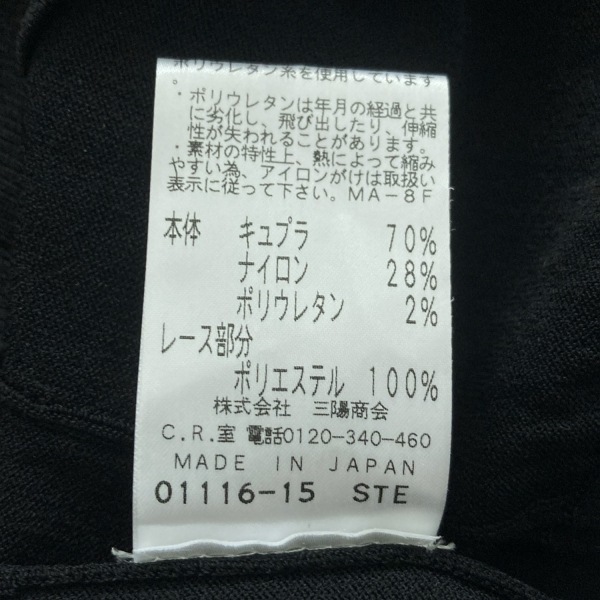 ポリウレタン糸を使用しています
。
・ポリウレタンは年月の経過と共
に劣化し、飛び出したり、伸縮
性が失われることがあります。
・素材の特性上、熱によって縮み
やすい為、アイロンがけは取扱い
表示に従って下さい。MA-8F
本体 キュプラ 70%
ナイロン 28%
ポリウレタン 2%
レース部分
ポリエステル 100%
株式会社 三陽商会
C.R.室 電話0120-340-460
MADE IN JAPAN
01116-15 STE